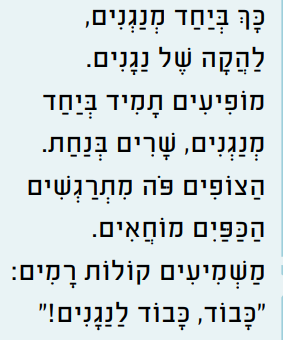 כָּךְ בְּיַחַד מְנַגְּנִים,
לַהֲקָה שֶׁל נַגָּנִים.
מוֹפִיעִים תָּמִיד בְּיַחַד
מְנַגְּנִים, שָׁרִים בְּנַחַת.
הַצּוֹפִים פֹּה מִתְרַגְּשִׁים
הַכַּפַּיִם מוֹחֲאִים.
מַשְׁמִיעִים קוֹלוֹת רָמִים:
"כָּבוֹד, כָּבוֹד לַנַּגָּנִים!"